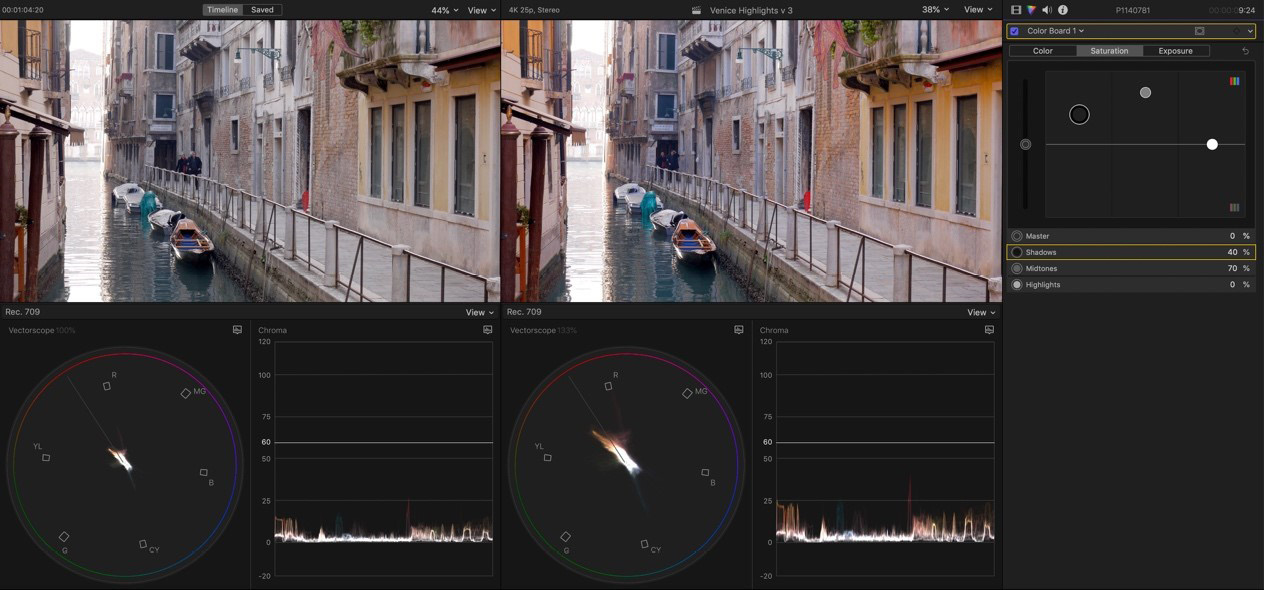 00:01:04:20
Timeline Saved
44% View
4K 25p, Stereo
Venice Highlights v 3
38% View
P1140781
00:00:09:24
Color Board 1
Color Saturation Exposure
Master 0 %
Shadows 40 %
Midtones 70 %
Highlights 0 %
Rec. 709
View
Vectorscope 100%
R
MG
YL
B
G
CY
Chroma
120
100
75
60
50
25
0
-20
Rec. 709
View
Vectorscope 133%
R
MG
YL
B
G
CY
Chroma
120
100
75
60
50
25
0
-20